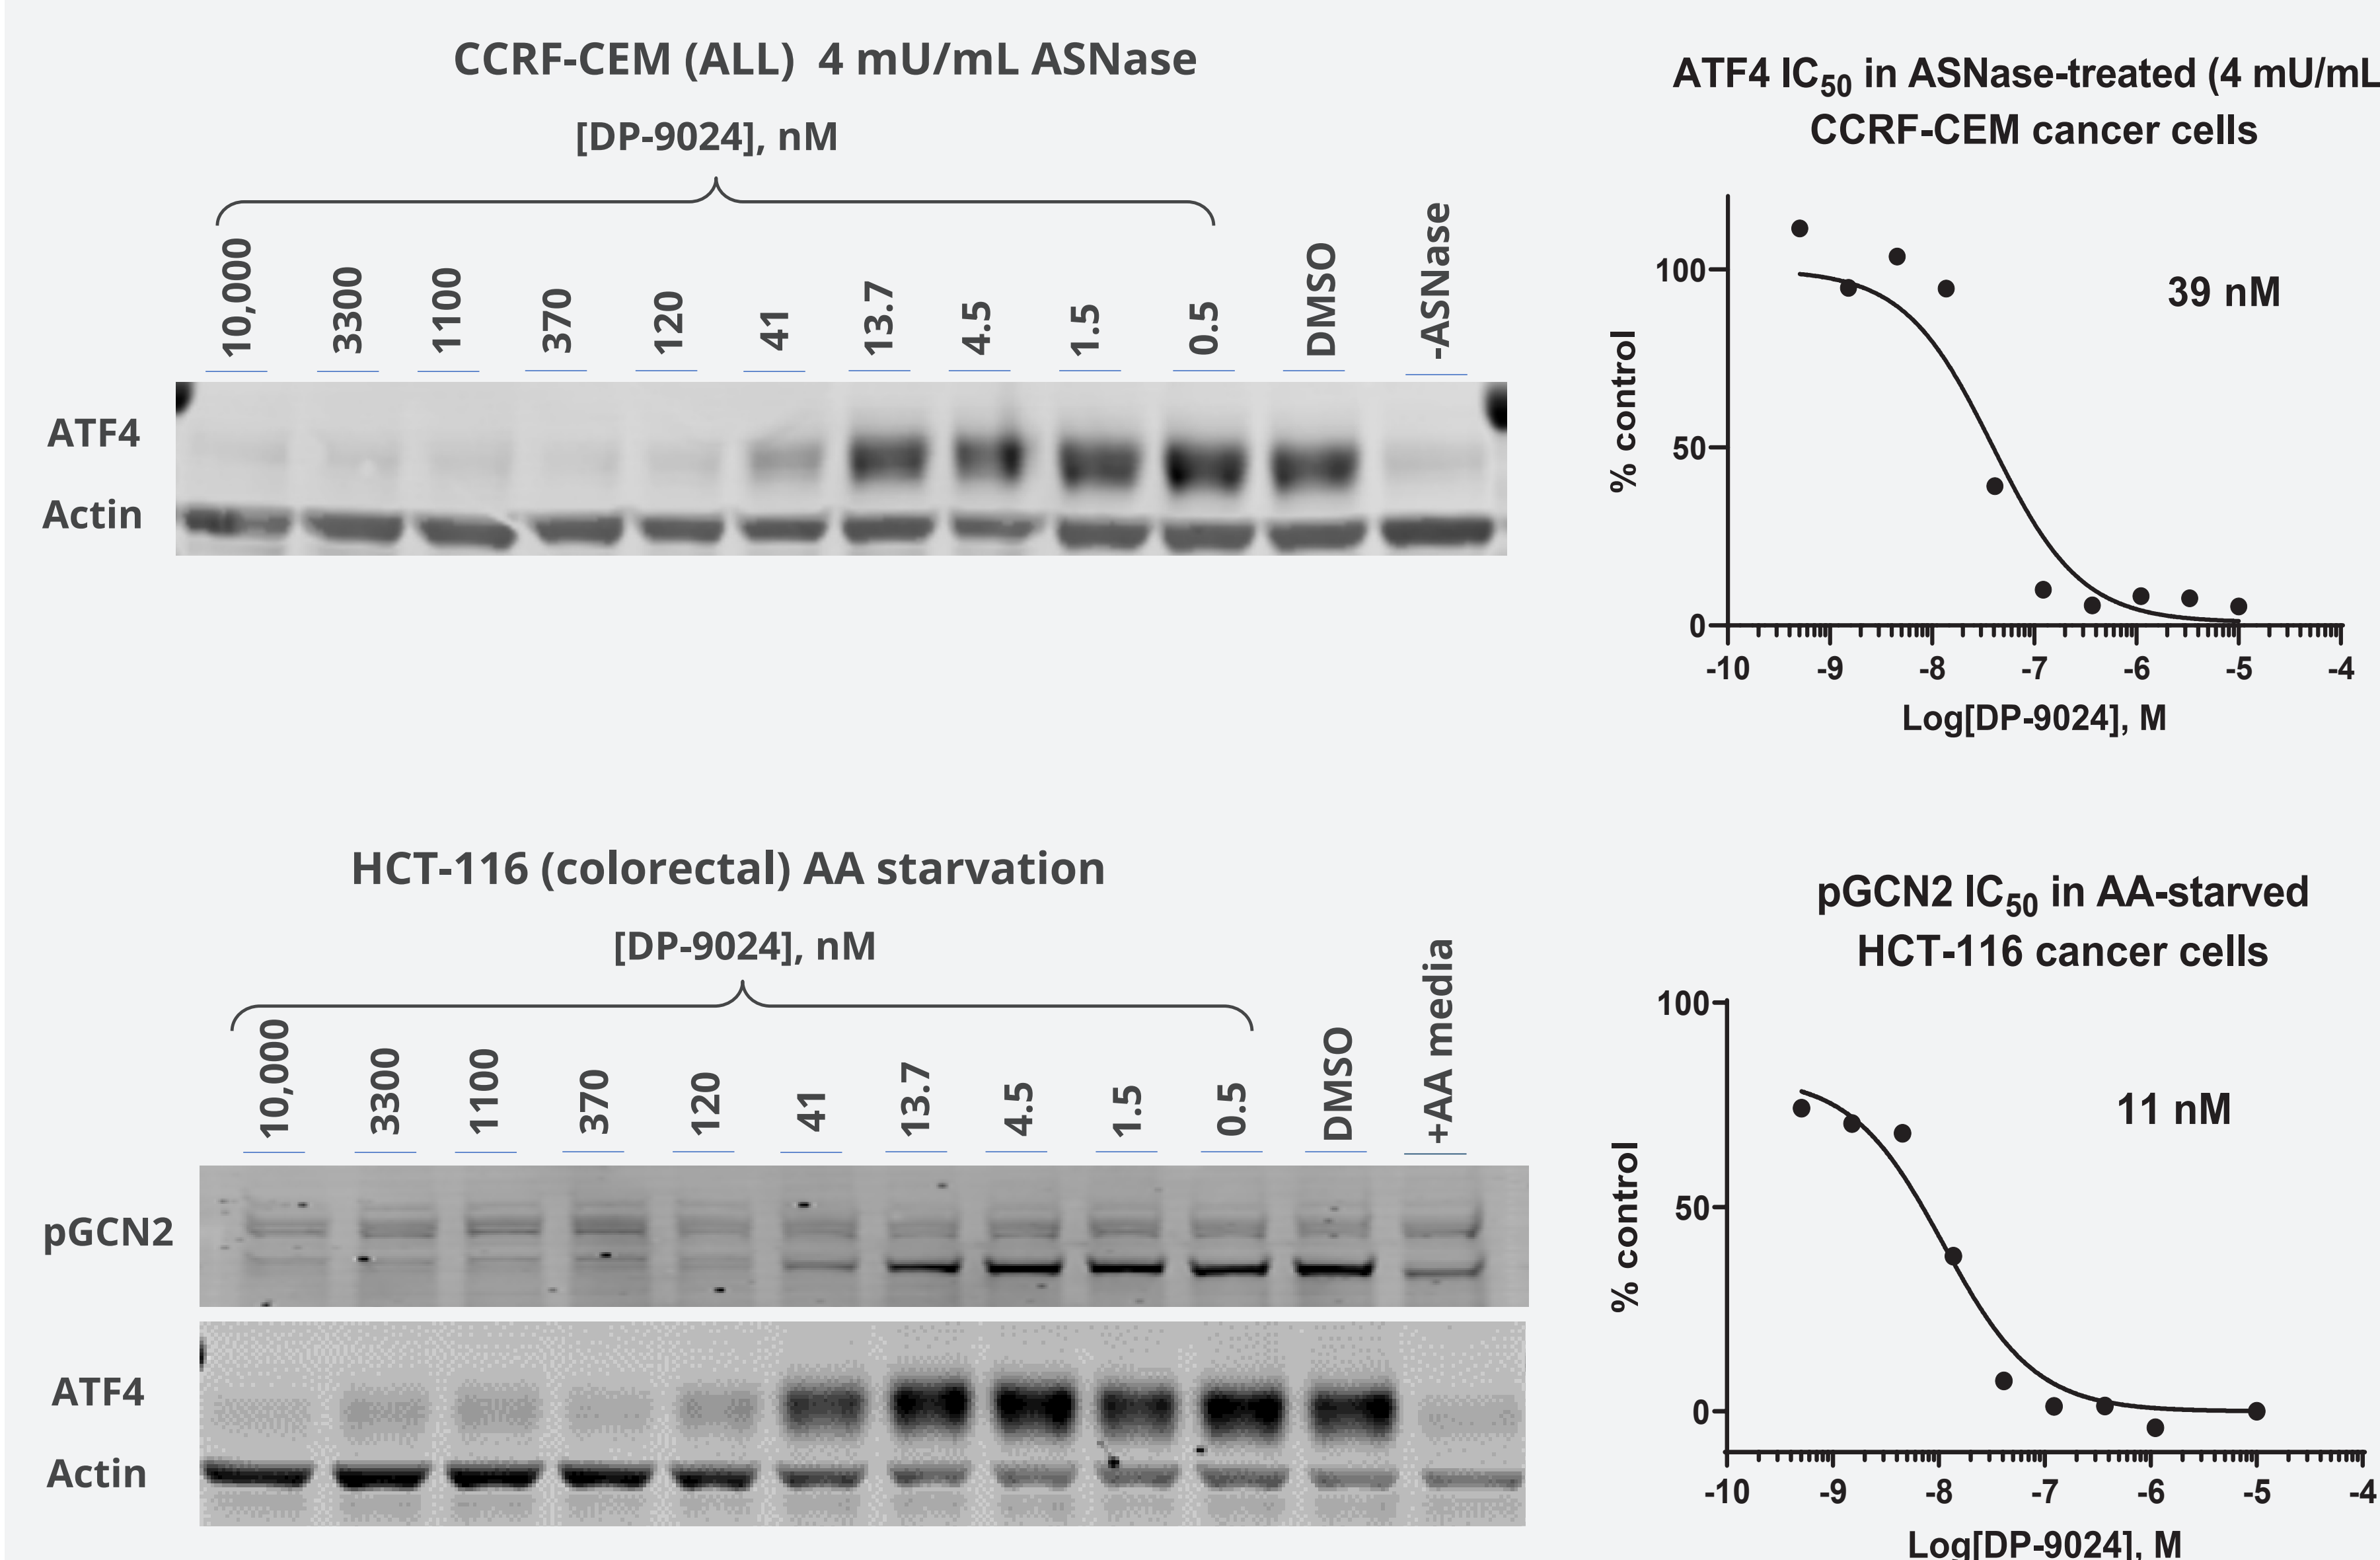 CCRF-CEM (ALL) 4 mU/mL ASNase
[DP-9024], nM
10,000 3300 1100 370 120 41 13.7 4.5 1.5 0.5 DMSO -ASNase
ATF4
Actin
ATF4 IC50 in ASNase-treated (4 mU/mL
CCRF-CEM cancer cells
39 nM
% control
100
50
0
-10 -9 -8 -7 -6 -5 -4
Log[DP-9024], M
HCT-116 (colorectal) AA starvation
[DP-9024], nM
10,000 3300 1100 370 120 41 13.7 4.5 1.5 0.5 DMSO +AA media
pGCN2
ATF4
Actin
pGCN2 IC50 in AA-starved
HCT-116 cancer cells
11 nM
% control
100
50
0
-10 -9 -8 -7 -6 -5 -4
Log[DP-9024], M